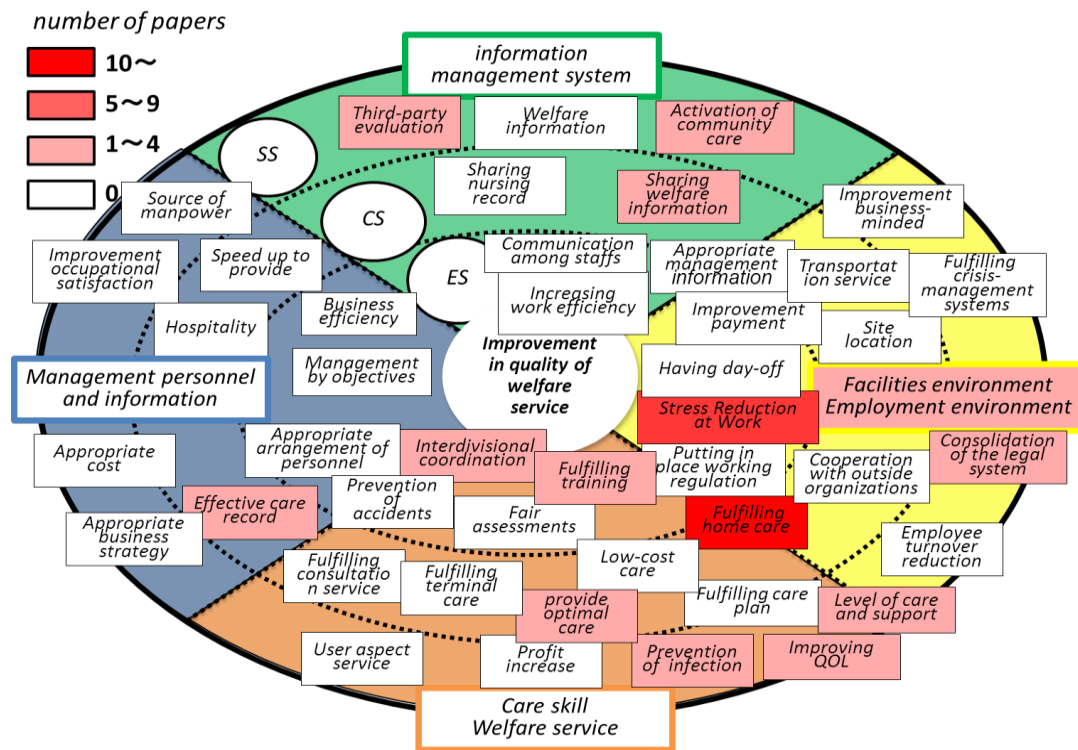 number of papers
10～
5～9
1～4
0
information
management system
Third-party
evaluation
Welfare
information
Activation of
community
care
SS
Sharing
nursing
record
Sharing
welfare
information
Source of
manpower
CS
Improvement
business-
minded
Improvement
occupational
satisfaction
Speed up to
provide
ES
Communication
among staffs
Appropriate
management
information
Transportat
ion service
Fulfilling
crisis-
management
systems
Hospitality
Business
efficiency
Increasing
work efficiency
Improvement
payment
Site
location
Management
by objectives
Improvement
in quality of
welfare
service
Having day-off
Management personnel
and information
Facilities environment
Employment environment
Stress Reduction
at Work
Appropriate
cost
Appropriate
arrangement of
personnel
Interdivisional
coordination
Fulfilling
training
Putting in
place working
regulation
Cooperation
with outside
organizations
Consolidation
of the legal
system
Effective care
record
Prevention
of
accidents
Fair
assessments
Fulfilling
home care
Appropriate
business
strategy
Employee
turnover
reduction
Fulfilling
consultatio
n service
Fulfilling
terminal
care
Low-cost
care
provide
optimal
care
Fulfilling care
plan
Level of care
and support
User aspect
service
Profit
increase
Prevention
of infection
Improving
QOL
Care skill
Welfare service